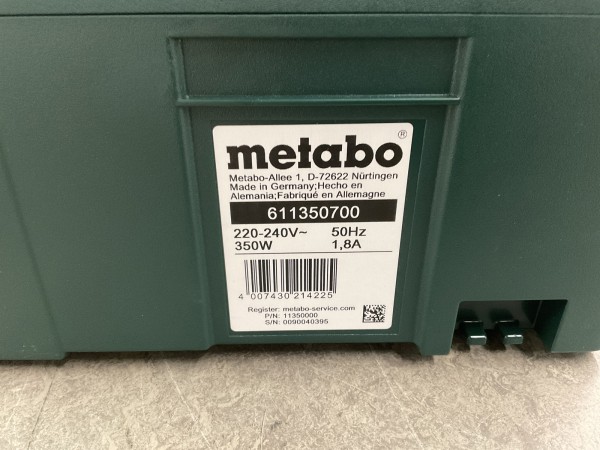 metabo®
Metabo-Allee 1, D-72622 Nürtingen
Made in Germany;Hecho en
Alemania;Fabriqué en Allemagne
611350700
220-240V~ 50Hz
350W 1,8A
4 007430 214225
Register: metabo-service.com
P/N: 11350000
S/N: 0090040395